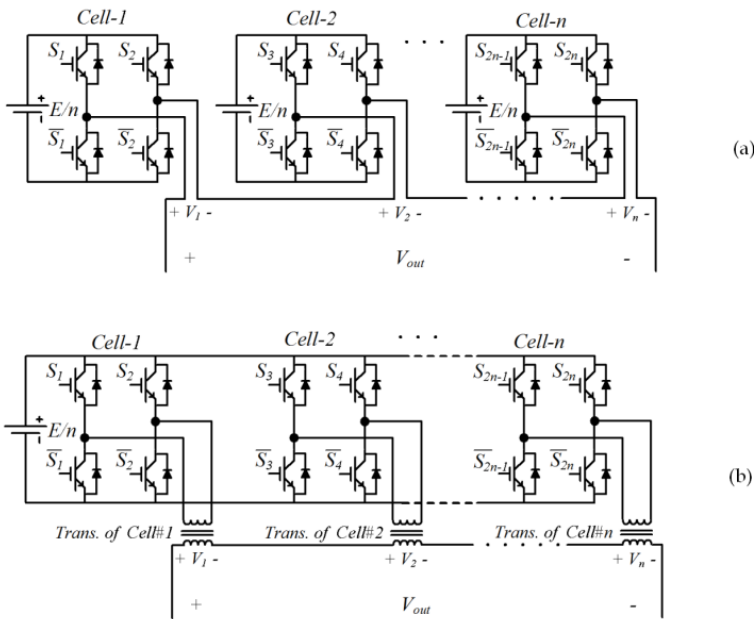 Cell-1 Cell-2 . . . Cell-n
S₁ S₂ S₃ S₄ S₂ₙ₋₁ S₂ₙ
+ E/n + E/n + E/n
S̅₁ S̅₂ S̅₃ S̅₄ S̅₂ₙ₋₁ S̅₂ₙ
(a)
+ V₁ - + V₂ - . . . . . . + Vₙ -
+ Vₒᵤₜ -
Cell-1 Cell-2 . . . Cell-n
S₁ S₂ S₃ S₄ S₂ₙ₋₁ S₂ₙ
+ E/n
S̅₁ S̅₂ S̅₃ S̅₄ S̅₂ₙ₋₁ S̅₂ₙ
(b)
Trans. of Cell#1 Trans. of Cell#2 Trans. of Cell#n
+ V₁ - + V₂ - . . . . . . + Vₙ -
+ Vₒᵤₜ -